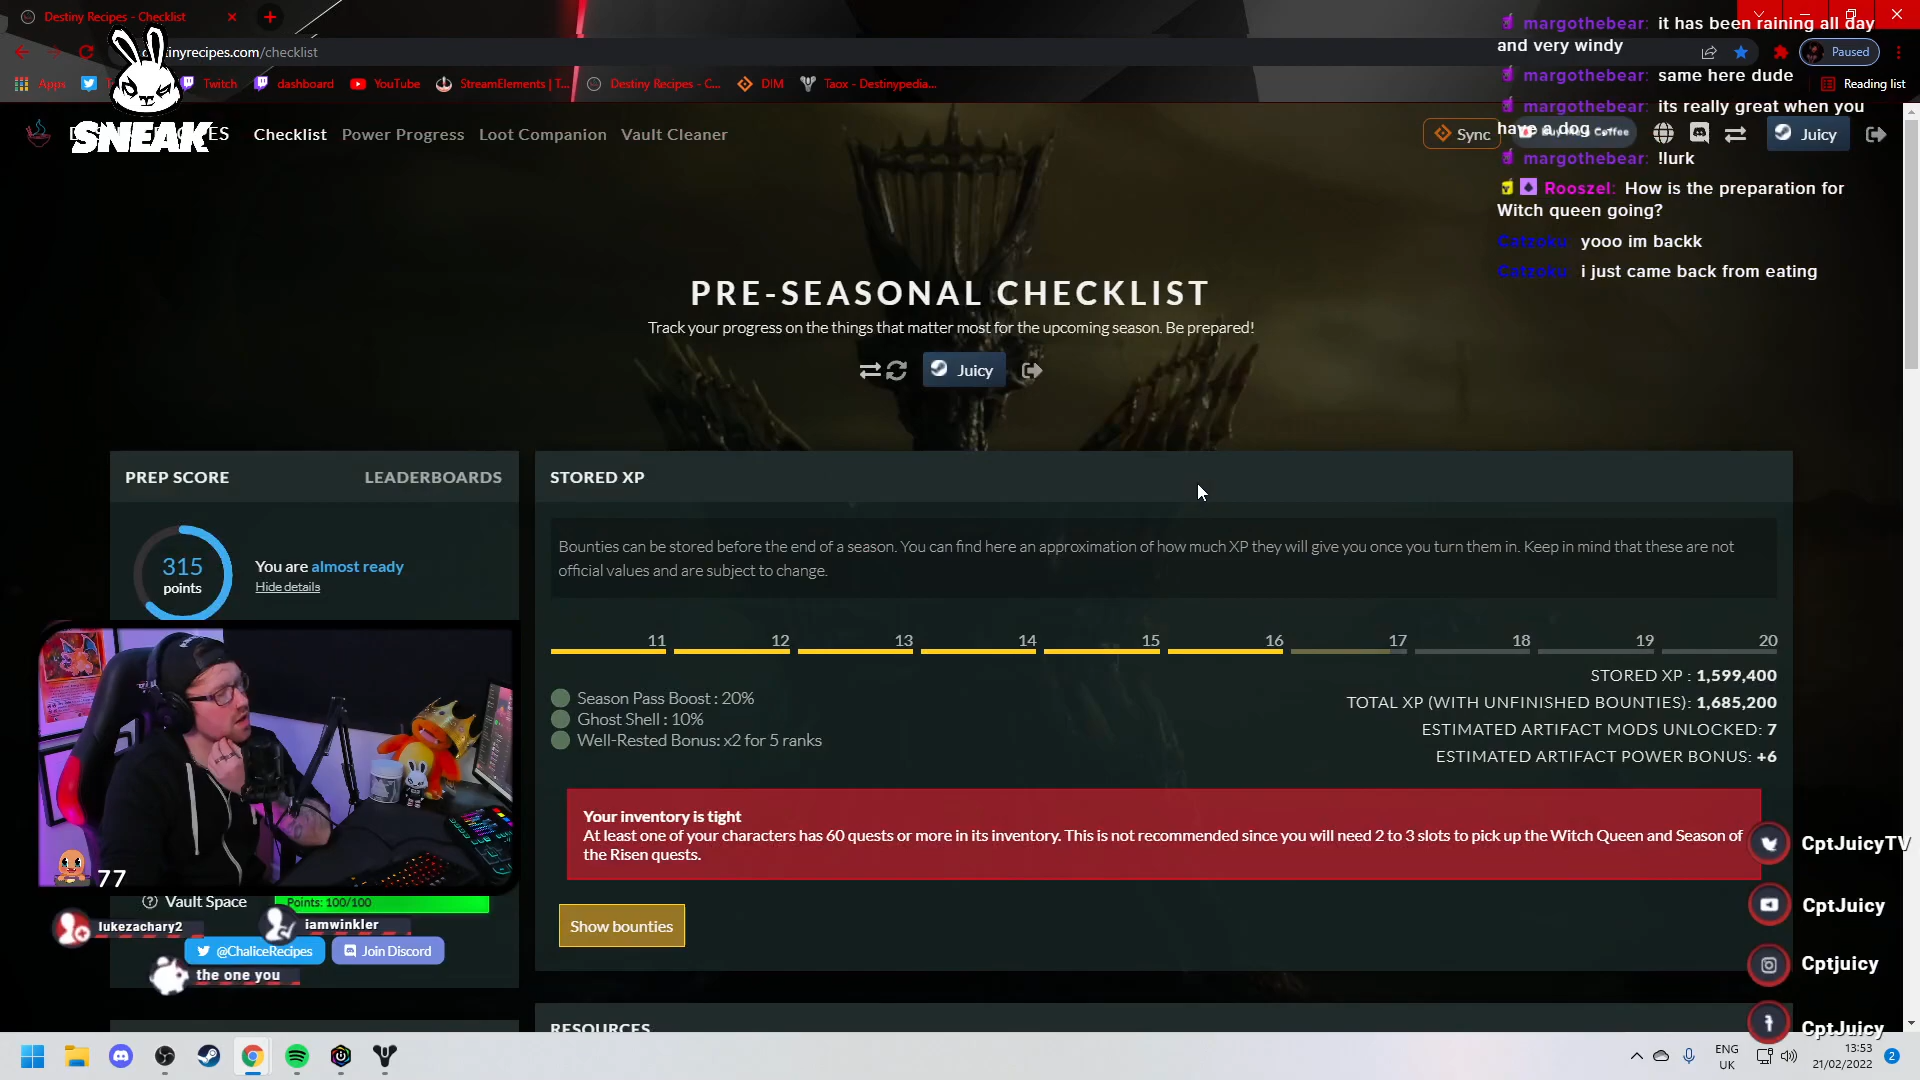 Destiny Recipes - Checklist
tinyrecipes.com/checklist
Paused
Apps
Twitch
dashboard
YouTube
StreamElements | T...
Destiny Recipes - C...
DIM
Taox - Destinypedia...
Reading list
SNEAK
Checklist
Power Progress
Loot Companion
Vault Cleaner
Sync
Juicy
margothebear: it has been raining all day
and very windy
margothebear: same here dude
margothebear: its really great when you
have a dog
margothebear: !lurk
Rooszel: How is the preparation for
Witch queen going?
Catzoku yooo im backk
Catzoku i just came back from eating
PRE-SEASONAL CHECKLIST
Track your progress on the things that matter most for the upcoming season. Be prepared!
Juicy
PREP SCORE
LEADERBOARDS
315
points
You are almost ready
Hide details
STORED XP
Bounties can be stored before the end of a season. You can find here an approximation of how much XP they will give you once you turn them in. Keep in mind that these are not
official values and are subject to change.
11 12 13 14 15 16 17 18 19 20
Season Pass Boost : 20%
Ghost Shell : 10%
Well-Rested Bonus: x2 for 5 ranks
STORED XP : 1,599,400
TOTAL XP (WITH UNFINISHED BOUNTIES): 1,685,200
ESTIMATED ARTIFACT MODS UNLOCKED: 7
ESTIMATED ARTIFACT POWER BONUS: +6
Your inventory is tight
At least one of your characters has 60 quests or more in its inventory. This is not recommended since you will need 2 to 3 slots to pick up the Witch Queen and Season of
the Risen quests.
Show bounties
77
Vault Space
Points: 100/100
lukezachary2
iamwinkler
@ChaliceRecipes
Join Discord
the one you
RESOURCES
CptJuicyTV
CptJuicy
Cptjuicy
CptJuicy
ENG
UK
13:53
21/02/2022
2